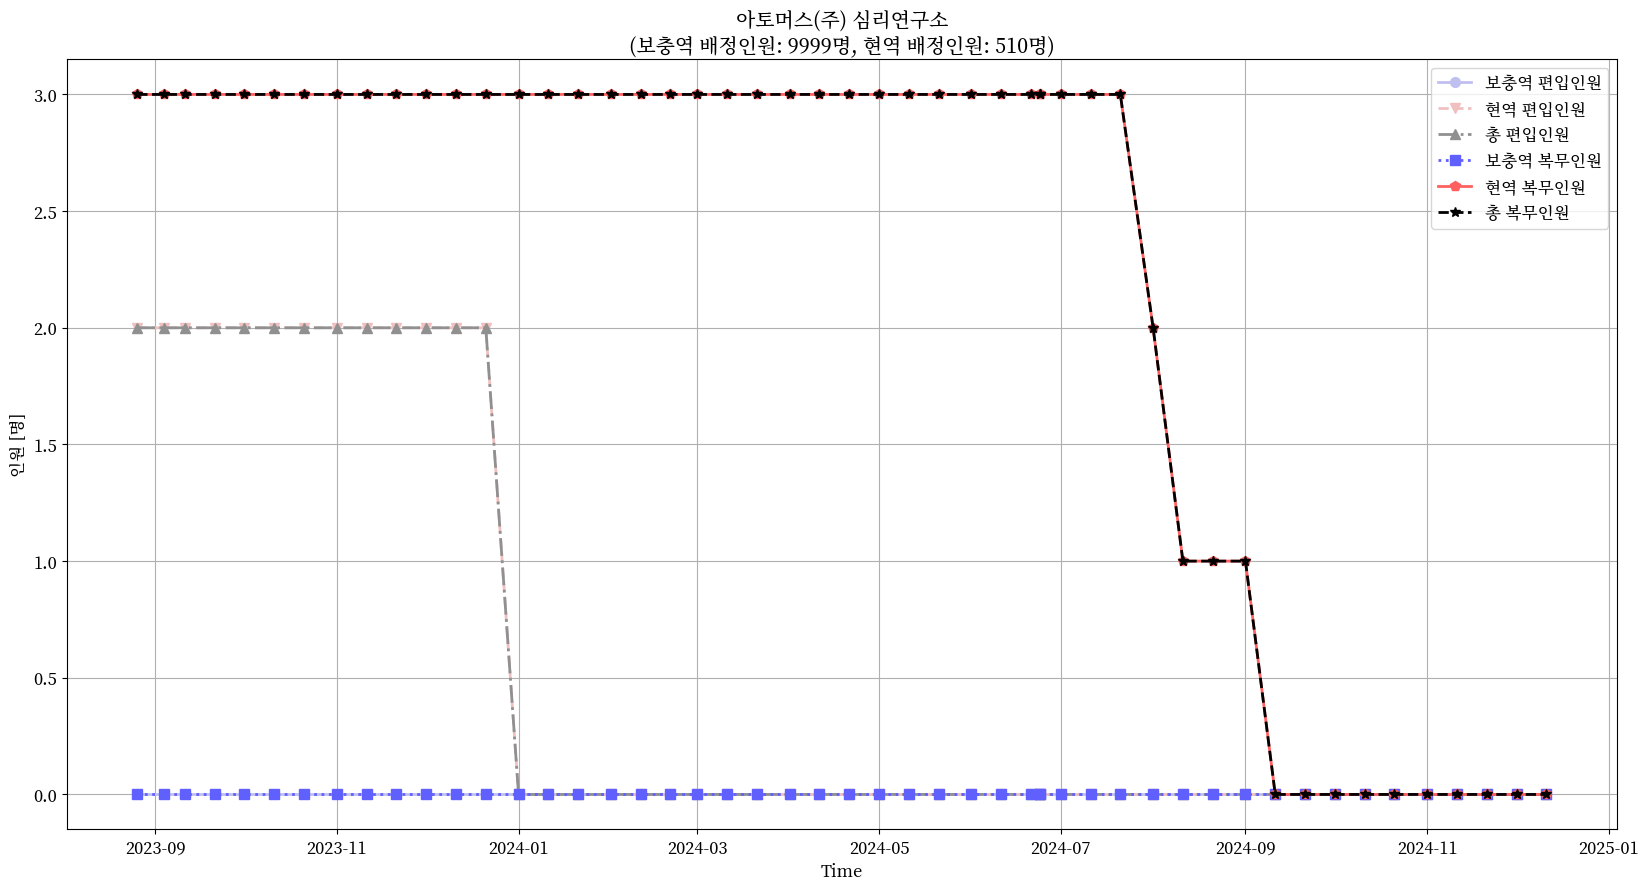 아토머스(주) 심리연구소
(보충역 배정인원: 9999명, 현역 배정인원: 510명)
보충역 편입인원
현역 편입인원
총 편입인원
보충역 복무인원
현역 복무인원
총 복무인원
인원 [명]
3.0
2.5
2.0
1.5
1.0
0.5
0.0
2023-09
2023-11
2024-01
2024-03
2024-05
2024-07
2024-09
2024-11
2025-01
Time